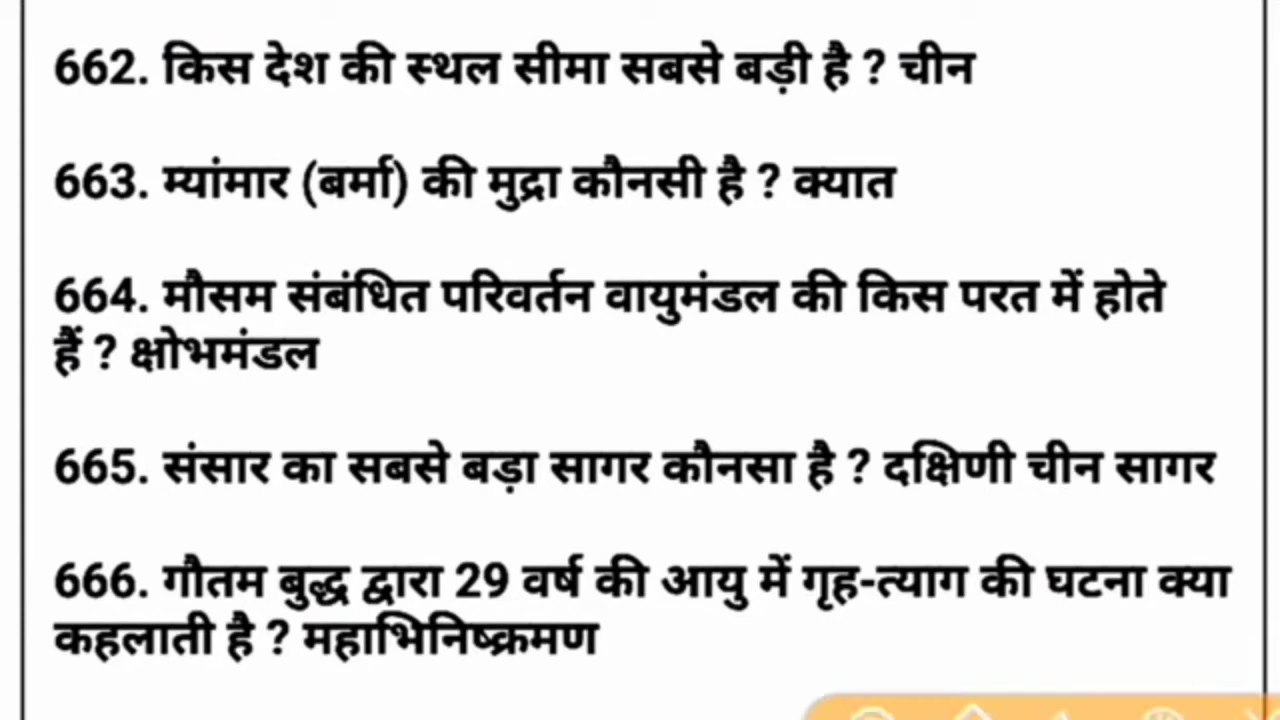 662. किस देश की स्थल सीमा सबसे बड़ी है ? चीन
663. म्यांमार (बर्मा) की मुद्रा कौनसी है ? क्यात
664. मौसम संबंधित परिवर्तन वायुमंडल की किस परत में होते
हैं ? क्षोभमंडल
665. संसार का सबसे बड़ा सागर कौनसा है ? दक्षिणी चीन सागर
666. गौतम बुद्ध द्वारा 29 वर्ष की आयु में गृह-त्याग की घटना क्या
कहलाती है ? महाभिनिष्क्रमण